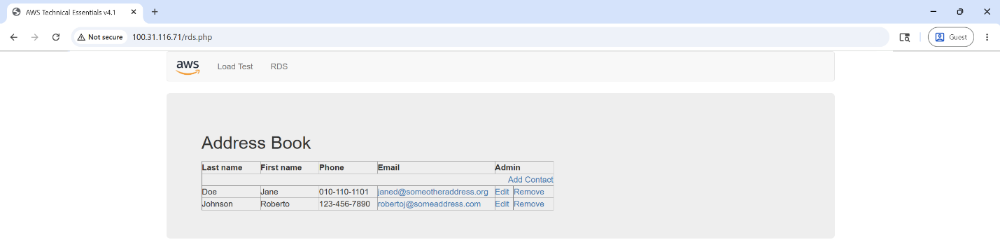 AWS Technical Essentials v4.1
Not secure 100.31.116.71/rds.php Guest
aws Load Test RDS
Address Book
Last name First name Phone Email Admin
Add Contact
Doe Jane 010-110-1101 janed@someotheraddress.org Edit Remove
Johnson Roberto 123-456-7890 robertoj@someaddress.com Edit Remove